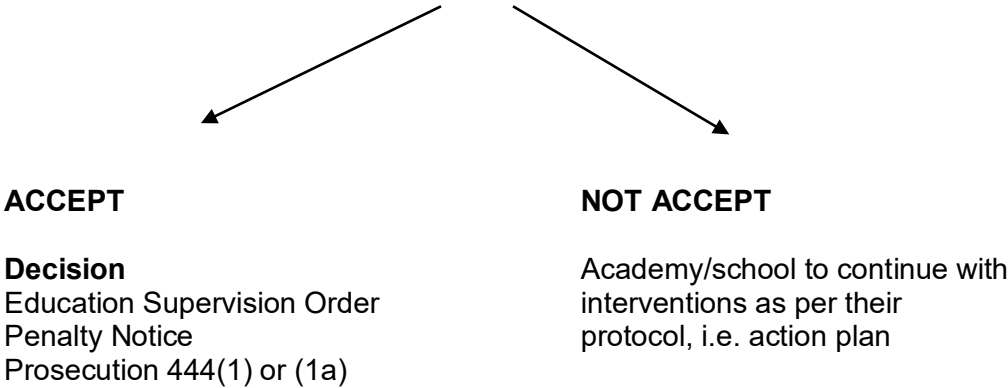 ACCEPT
Decision
Education Supervision Order
Penalty Notice
Prosecution 444(1) or (1a)
NOT ACCEPT
Academy/school to continue with
interventions as per their
protocol, i.e. action plan